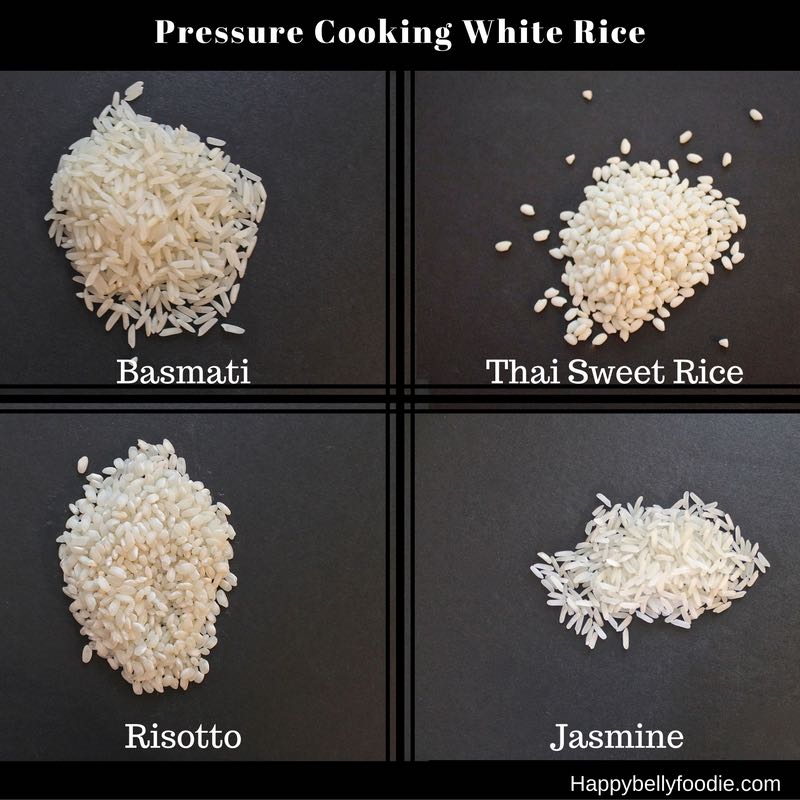 Pressure Cooking White Rice
Basmati
Thai Sweet Rice
Risotto
Jasmine
Happybellyfoodie.com